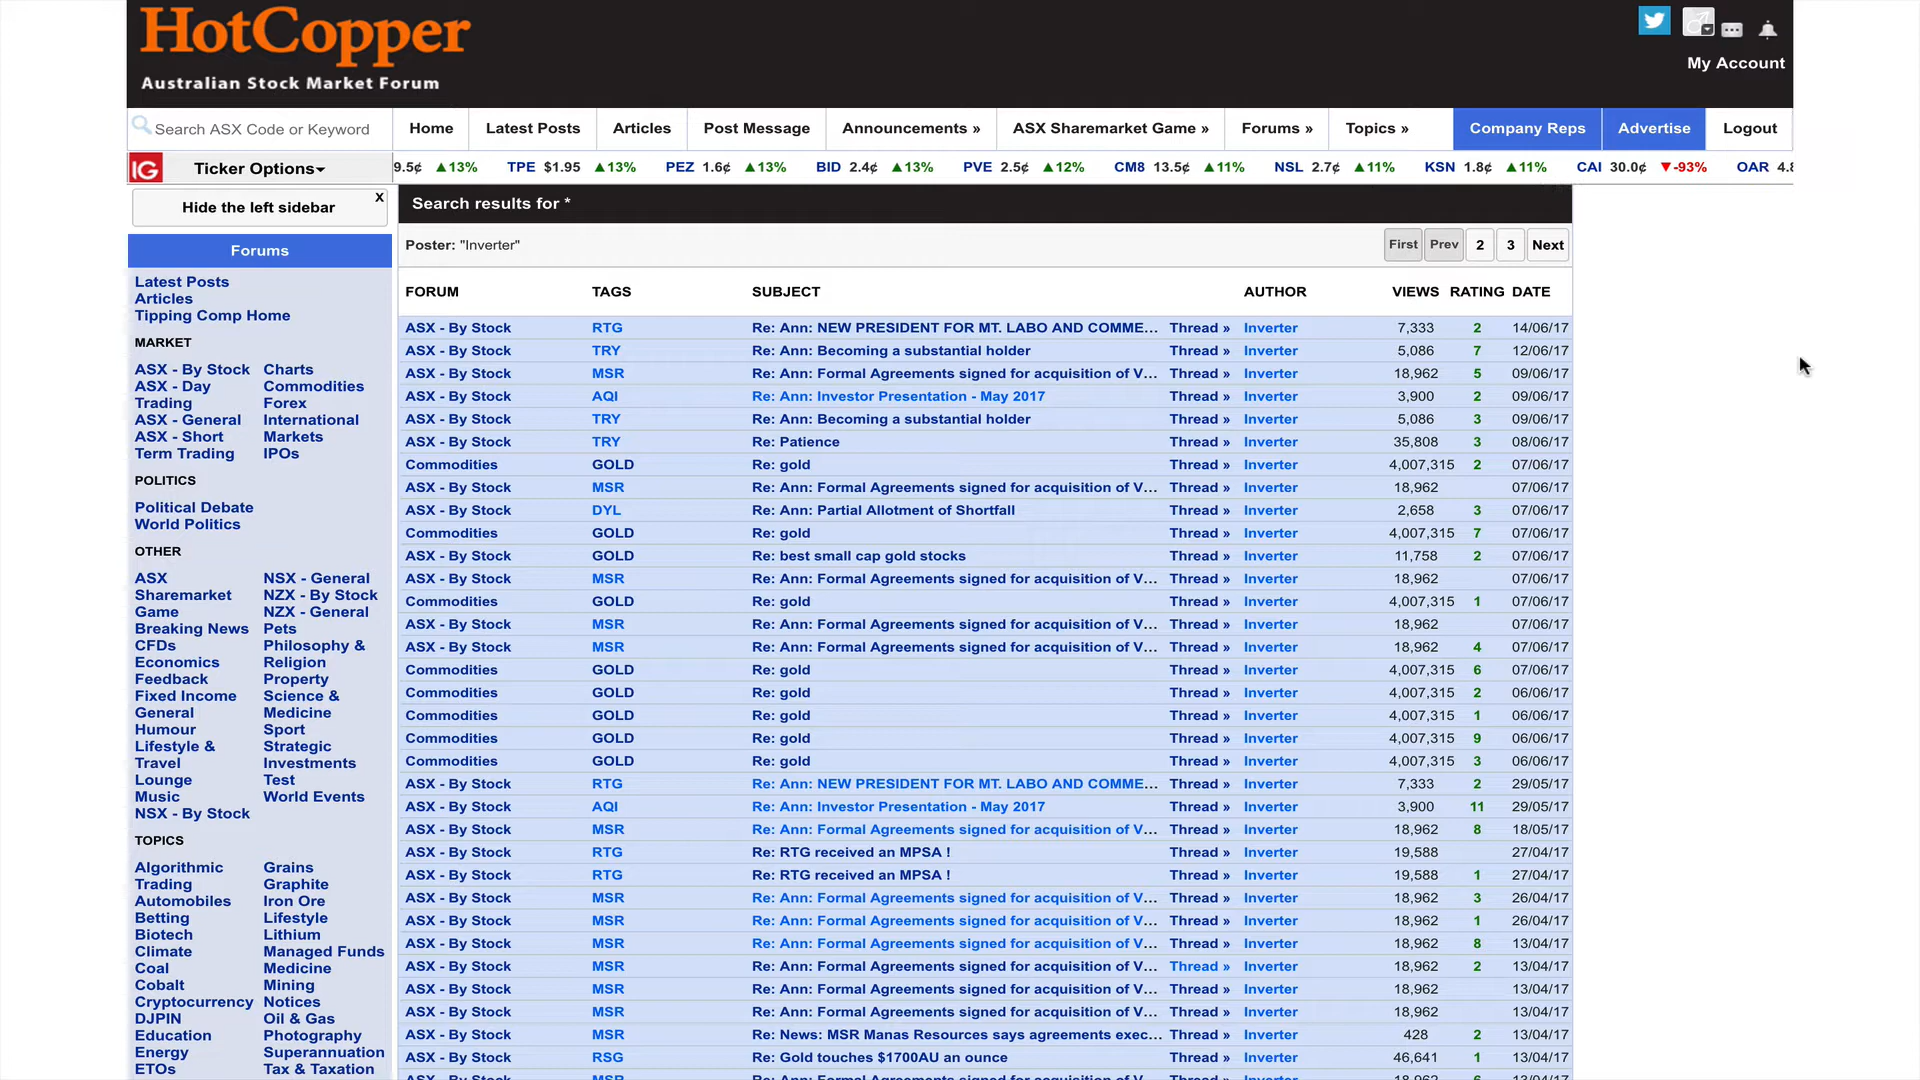 HotCopper
Australian Stock Market Forum
My Account
Search ASX Code or Keyword
Home
Latest Posts
Articles
Post Message
Announcements »
ASX Sharemarket Game »
Forums »
Topics »
Company Reps
Advertise
Logout
IG
Ticker Options
9.5¢ ▲13% TPE $1.95 ▲13% PEZ 1.6¢ ▲13% BID 2.4¢ ▲13% PVE 2.5¢ ▲12% CM8 13.5¢ ▲11% NSL 2.7¢ ▲11% KSN 1.8¢ ▲11% CAI 30.0¢ ▼-93% OAR 4.8
Hide the left sidebar
x
Forums
Latest Posts
Articles
Tipping Comp Home
MARKET
ASX - By Stock
ASX - Day
Trading
ASX - General
ASX - Short
Term Trading
Charts
Commodities
Forex
International
Markets
IPOs
POLITICS
Political Debate
World Politics
OTHER
ASX
Sharemarket
Game
Breaking News
CFDs
Economics
Feedback
Fixed Income
General
Humour
Lifestyle &
Travel
Lounge
Music
NSX - By Stock
NSX - General
NZX - By Stock
NZX - General
Pets
Philosophy &
Religion
Property
Science &
Medicine
Sport
Strategic
Investments
Test
World Events
TOPICS
Algorithmic
Trading
Automobiles
Betting
Biotech
Climate
Coal
Cobalt
Cryptocurrency
DJPIN
Education
Energy
ETOs
Grains
Graphite
Iron Ore
Lifestyle
Lithium
Managed Funds
Medicine
Mining
Notices
Oil & Gas
Photography
Superannuation
Tax & Taxation
Search results for *
Poster: "Inverter"
First Prev 2 3 Next
FORUM TAGS SUBJECT AUTHOR VIEWS RATING DATE
ASX - By Stock RTG Re: Ann: NEW PRESIDENT FOR MT. LABO AND COMME... Thread » Inverter 7,333 2 14/06/17
ASX - By Stock TRY Re: Ann: Becoming a substantial holder Thread » Inverter 5,086 7 12/06/17
ASX - By Stock MSR Re: Ann: Formal Agreements signed for acquisition of V... Thread » Inverter 18,962 5 09/06/17
ASX - By Stock AQI Re: Ann: Investor Presentation - May 2017 Thread » Inverter 3,900 2 09/06/17
ASX - By Stock TRY Re: Ann: Becoming a substantial holder Thread » Inverter 5,086 3 09/06/17
ASX - By Stock TRY Re: Patience Thread » Inverter 35,808 3 08/06/17
Commodities GOLD Re: gold Thread » Inverter 4,007,315 2 07/06/17
ASX - By Stock MSR Re: Ann: Formal Agreements signed for acquisition of V... Thread » Inverter 18,962 07/06/17
ASX - By Stock DYL Re: Ann: Partial Allotment of Shortfall Thread » Inverter 2,658 3 07/06/17
Commodities GOLD Re: gold Thread » Inverter 4,007,315 7 07/06/17
ASX - By Stock GOLD Re: best small cap gold stocks Thread » Inverter 11,758 2 07/06/17
ASX - By Stock MSR Re: Ann: Formal Agreements signed for acquisition of V... Thread » Inverter 18,962 07/06/17
Commodities GOLD Re: gold Thread » Inverter 4,007,315 1 07/06/17
ASX - By Stock MSR Re: Ann: Formal Agreements signed for acquisition of V... Thread » Inverter 18,962 07/06/17
ASX - By Stock MSR Re: Ann: Formal Agreements signed for acquisition of V... Thread » Inverter 18,962 4 07/06/17
Commodities GOLD Re: gold Thread » Inverter 4,007,315 6 07/06/17
Commodities GOLD Re: gold Thread » Inverter 4,007,315 2 06/06/17
Commodities GOLD Re: gold Thread » Inverter 4,007,315 1 06/06/17
Commodities GOLD Re: gold Thread » Inverter 4,007,315 9 06/06/17
Commodities GOLD Re: gold Thread » Inverter 4,007,315 3 06/06/17
ASX - By Stock RTG Re: Ann: NEW PRESIDENT FOR MT. LABO AND COMME... Thread » Inverter 7,333 2 29/05/17
ASX - By Stock AQI Re: Ann: Investor Presentation - May 2017 Thread » Inverter 3,900 11 29/05/17
ASX - By Stock MSR Re: Ann: Formal Agreements signed for acquisition of V... Thread » Inverter 18,962 8 18/05/17
ASX - By Stock RTG Re: RTG received an MPSA ! Thread » Inverter 19,588 27/04/17
ASX - By Stock RTG Re: RTG received an MPSA ! Thread » Inverter 19,588 1 27/04/17
ASX - By Stock MSR Re: Ann: Formal Agreements signed for acquisition of V... Thread » Inverter 18,962 3 26/04/17
ASX - By Stock MSR Re: Ann: Formal Agreements signed for acquisition of V... Thread » Inverter 18,962 1 26/04/17
ASX - By Stock MSR Re: Ann: Formal Agreements signed for acquisition of V... Thread » Inverter 18,962 8 13/04/17
ASX - By Stock MSR Re: Ann: Formal Agreements signed for acquisition of V... Thread » Inverter 18,962 2 13/04/17
ASX - By Stock MSR Re: Ann: Formal Agreements signed for acquisition of V... Thread » Inverter 18,962 13/04/17
ASX - By Stock MSR Re: Ann: Formal Agreements signed for acquisition of V... Thread » Inverter 18,962 13/04/17
ASX - By Stock MSR Re: News: MSR Manas Resources says agreements exec... Thread » Inverter 428 2 13/04/17
ASX - By Stock RSG Re: Gold touches $1700AU an ounce Thread » Inverter 46,641 1 13/04/17